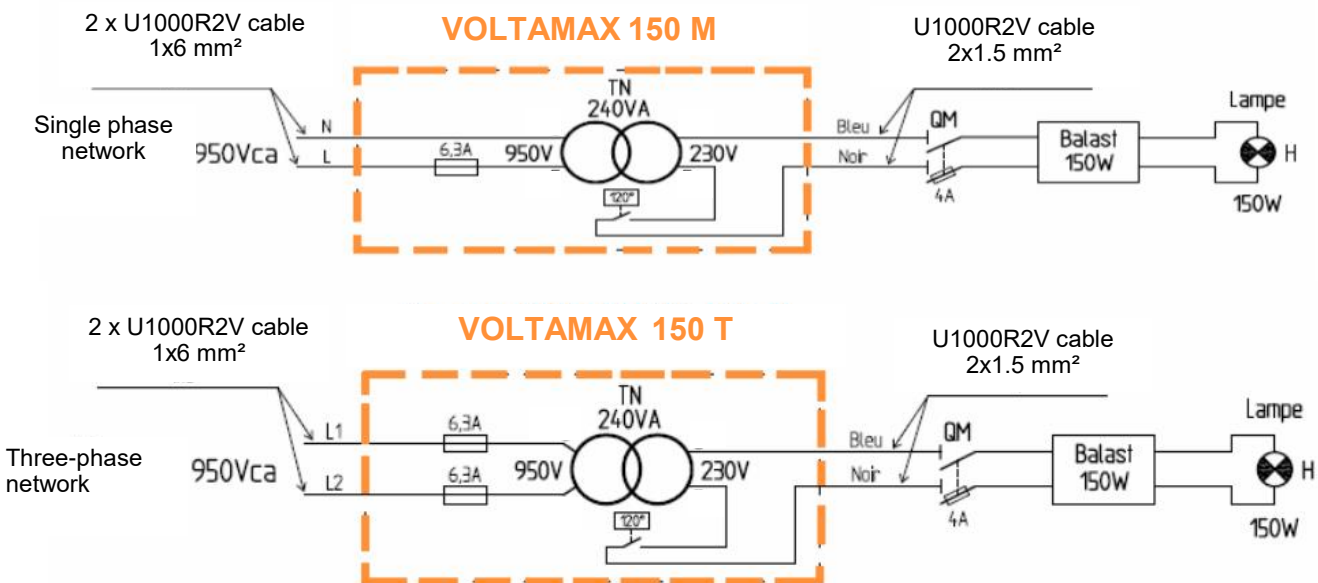 2 x U1000R2V cable
1x6 mm²
VOLTAMAX 150 M
U1000R2V cable
2x1.5 mm²
Single phase
network
950Vca
N
L
6,3A
TN
240VA
950V
230V
120°
Bleu
Noir
QM
4A
Balast
150W
Lampe
H
150W
2 x U1000R2V cable
1x6 mm²
VOLTAMAX 150 T
U1000R2V cable
2x1.5 mm²
Three-phase
network
950Vca
L1
L2
6,3A
6,3A
TN
240VA
950V
230V
120°
Bleu
Noir
QM
4A
Balast
150W
Lampe
H
150W